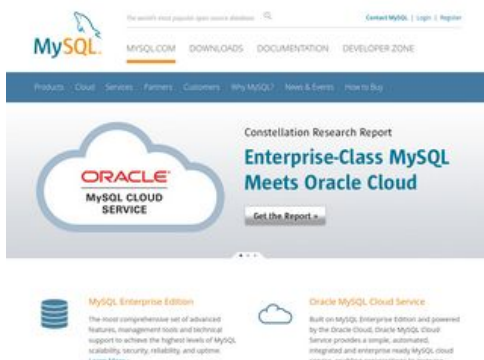 The world's most popular open source database
Contact MySQL | Login | Register
MySQL.
MYSQL.COM DOWNLOADS DOCUMENTATION DEVELOPER ZONE
Products Cloud Services Partners Customers Why MySQL? News & Events How to Buy
ORACLE
MySQL CLOUD
SERVICE
Constellation Research Report
Enterprise-Class MySQL
Meets Oracle Cloud
Get the Report »
MySQL Enterprise Edition
The most comprehensive set of advanced
features, management tools and technical
support to achieve the highest levels of MySQL
scalability, security, reliability, and uptime.
Oracle MySQL Cloud Service
Built on MySQL Enterprise Edition and powered
by the Oracle Cloud, Oracle MySQL Cloud
Service provides a simple, automated,
integrated and enterprise ready MySQL cloud